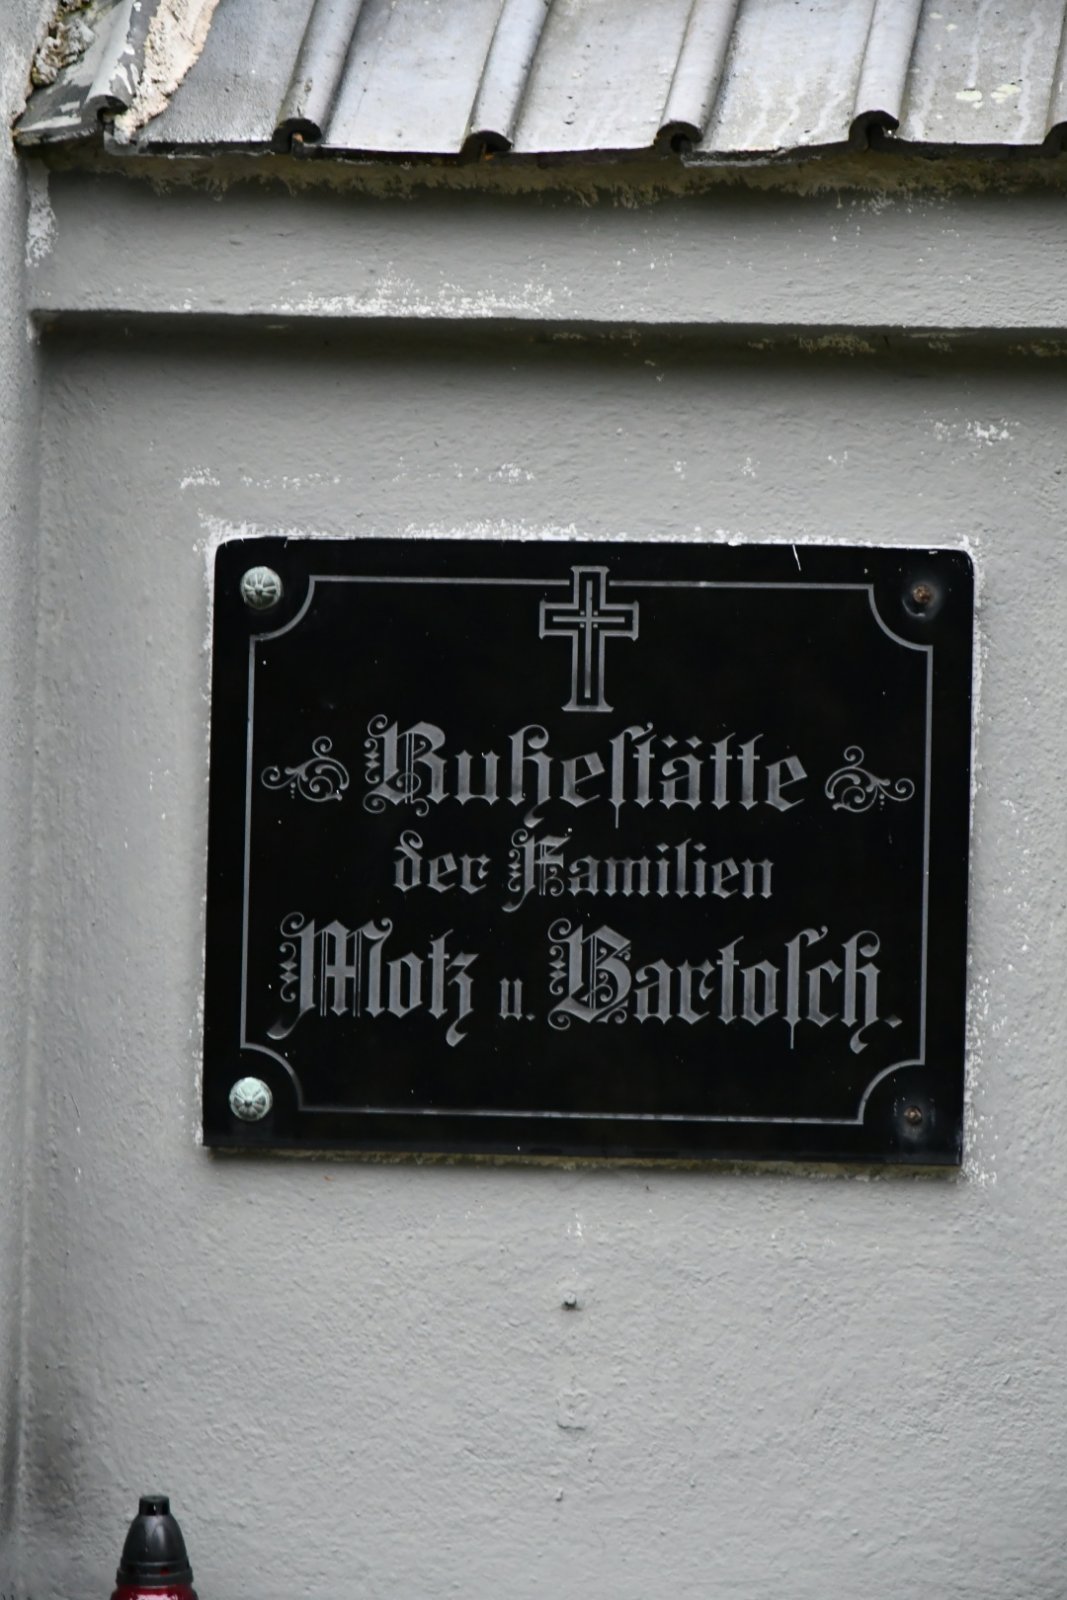 Ruhestätte
der Familien
Motz u. Bartosch.